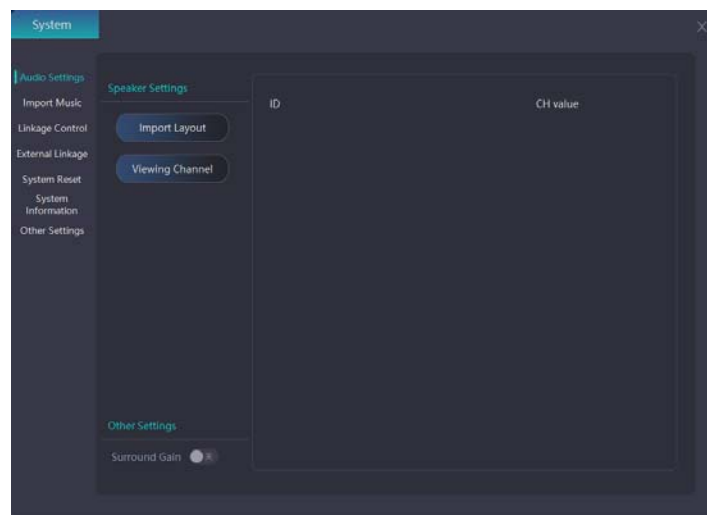 System
X
Audio Settings
Import Music
Linkage Control
External Linkage
System Reset
System
Information
Other Settings
Speaker Settings
Import Layout
Viewing Channel
ID
CH value
Other Settings
Surround Gain